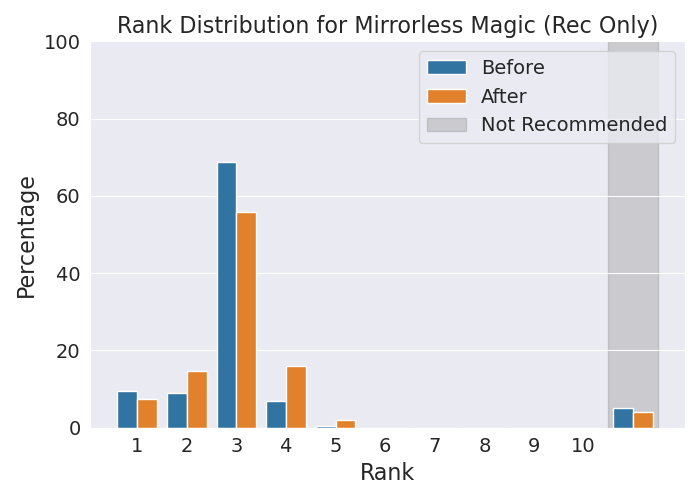 Rank Distribution for Mirrorless Magic (Rec Only)
100
80
60
40
20
0
Percentage
Before
After
Not Recommended
1 2 3 4 5 6 7 8 9 10
Rank